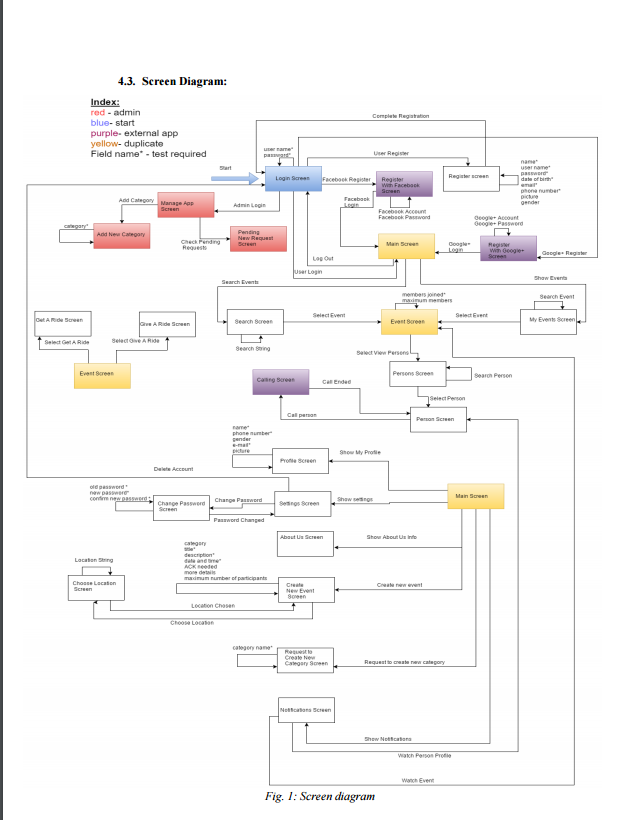 4.3. Screen Diagram:
Index:
red - admin
blue- start
purple- external app
yellow- duplicate
Field name* - test required
Complete Registration
user name*
password*
User Register
Start
Login Screen
Facebook Register
Register
With Facebook
Screen
Register screen
name*
user name*
password*
date of birth*
email*
phone number*
picture
gender
Add Category
Manage App
Screen
Admin Login
Facebook
Login
Facebook Account
Facebook Password
category*
Add New Category
Pending
New Request
Screen
Check Pending
Requests
Google+ Account
Google+ Password
Main Screen
Google+
Login
Register
With Google+
Screen
Google+ Register
Log Out
User Login
Search Events
Show Events
members joined*
maximum members
Search Event
Get A Ride Screen
Give A Ride Screen
Search Screen
Select Event
Event Screen
Select Event
My Events Screen
Select Get A Ride
Select Give A Ride
Search String
Select View Persons
Event Screen
Calling Screen
Call Ended
Persons Screen
Search Person
Select Person
Call person
Person Screen
name*
phone number*
gender
e-mail*
picture
Profile Screen
Show My Profile
Delete Account
old password *
new password*
confirm new password *
Change Password
Screen
Change Password
Settings Screen
Show settings
Main Screen
Password Changed
About Us Screen
Show About Us Info
category
title*
description*
date and time*
ACK needed
more details
maximum number of participants
Location String
Choose Location
Screen
Create
New Event
Screen
Create new event
Location Chosen
Choose Location
category name*
Request to
Create New
Category Screen
Request to create new category
Notifications Screen
Show Notifications
Watch Person Profile
Watch Event
Fig. 1: Screen diagram